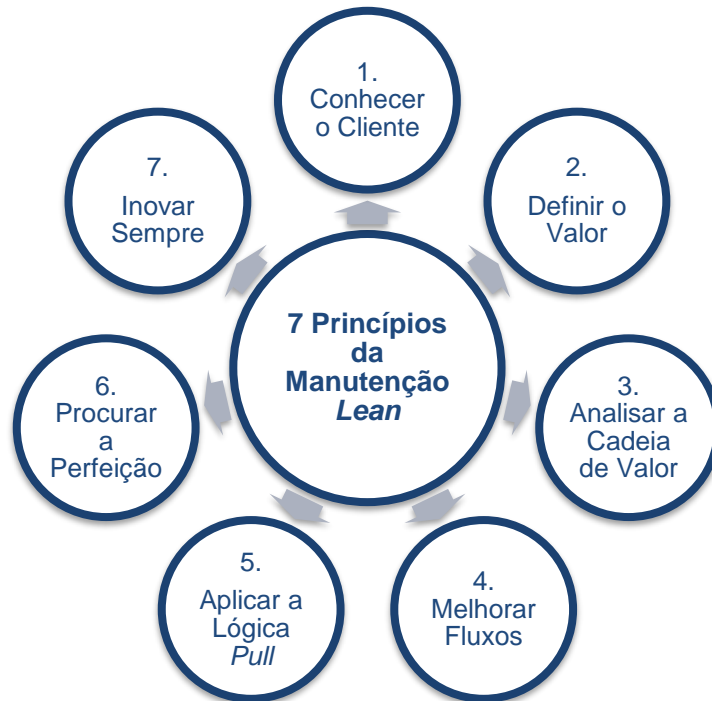 1.
Conhecer
o Cliente
2.
Definir o
Valor
3.
Analisar a
Cadeia
de Valor
4.
Melhorar
Fluxos
5.
Aplicar a
Lógica
Pull
6.
Procurar
a
Perfeição
7.
Inovar
Sempre
7 Princípios
da
Manutenção
Lean